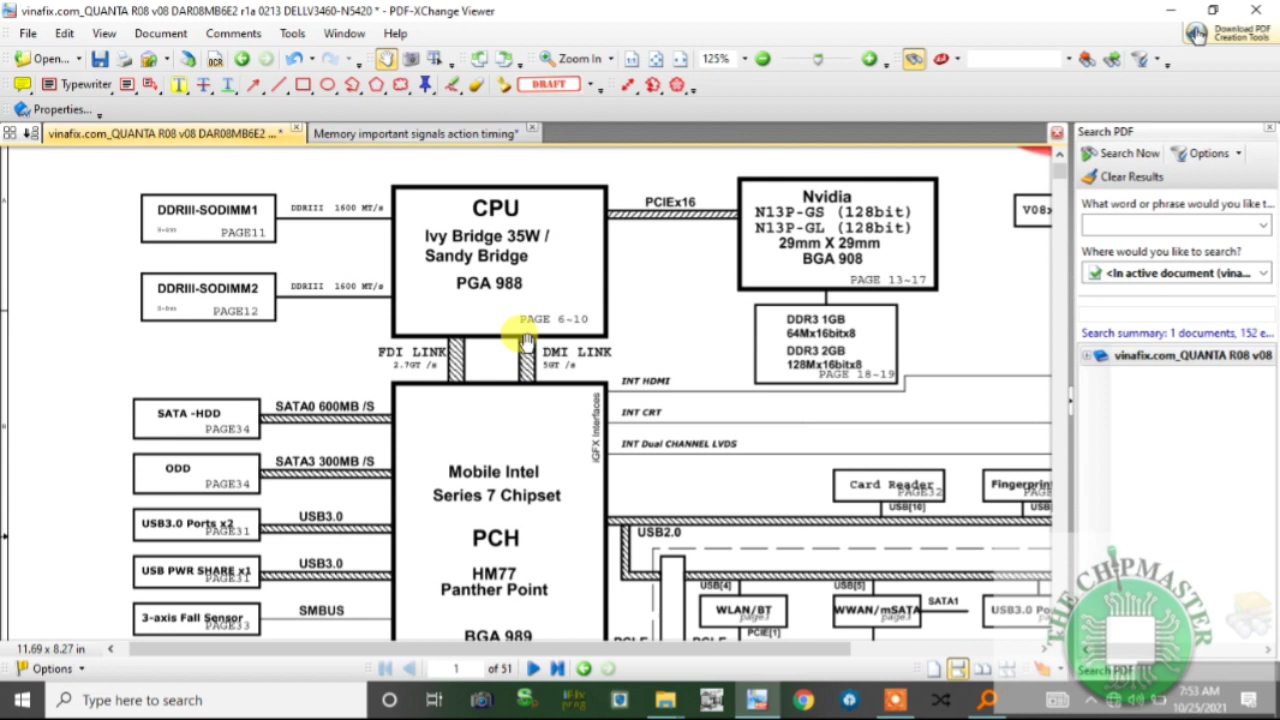 vinafix.com_QUANTA R08 v08 DAR08MB6E2 r1a 0213 DELLV3460-N5420 * - PDF-XChange Viewer
File Edit View Document Comments Tools Window Help
Download PDF
Creation Tools
Open...
OCR
Zoom In
125%
Typewriter
DRAFT
Properties...
vinafix.com_QUANTA R08 v08 DAR08MB6E2 ... *
Memory important signals action timing*
Search PDF
Search Now Options
Clear Results
What word or phrase would you like t...
Where would you like to search?
<In active document (vina...
Search summary: 1 documents, 152 e...
vinafix.com_QUANTA R08 v08
DDRIII-SODIMM1
PAGE11
DDRIII 1600 MT/s
DDRIII-SODIMM2
PAGE12
DDRIII 1600 MT/s
CPU
Ivy Bridge 35W /
Sandy Bridge
PGA 988
PAGE 6-10
PCIEx16
Nvidia
N13P-GS (128bit)
N13P-GL (128bit)
29mm X 29mm
BGA 908
PAGE 13-17
DDR3 1GB
64Mx16bitx8
DDR3 2GB
128Mx16bitx8
PAGE 18-19
FDI LINK
2.7GT /s
DMI LINK
5GT /s
INT HDMI
INT CRT
INT Dual CHANNEL LVDS
iGFX Interfaces
SATA -HDD
PAGE34
SATA0 600MB /S
ODD
PAGE34
SATA3 300MB /S
USB3.0 Ports x2
PAGE31
USB3.0
USB PWR SHARE x1
PAGE31
USB3.0
3-axis Fall Sensor
PAGE33
SMBUS
Mobile Intel
Series 7 Chipset
PCH
HM77
Panther Point
BGA 989
Card Reader
PAGE32
USB[10]
USB2.0
USB[4]
USB[5]
WLAN/BT
PCIE[1]
WWAN/mSATA
SATA1
THE CHIPMASTER
11.69 x 8.27 in
Options
1 of 51
Search PDF
Type here to search
7:53 AM
10/25/2021